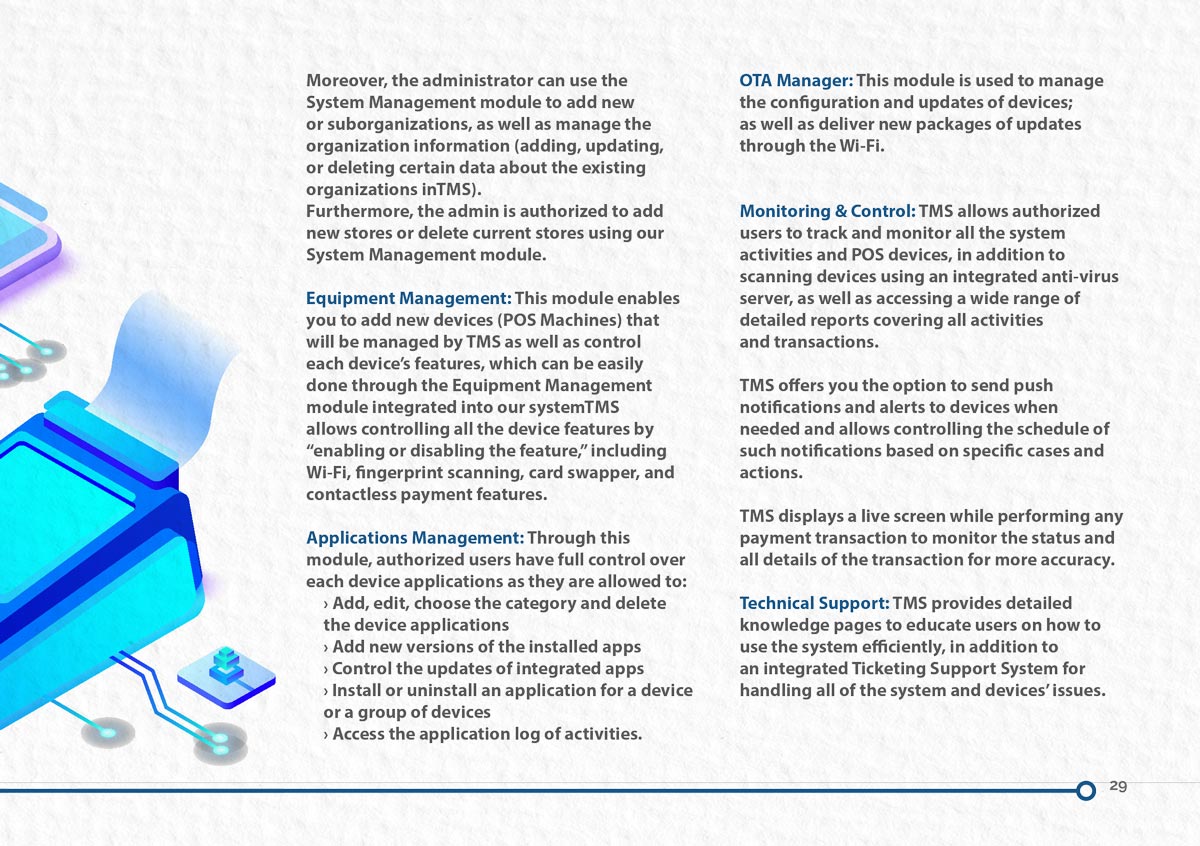 Moreover, the administrator can use the
System Management module to add new
or suborganizations, as well as manage the
organization information (adding, updating,
or deleting certain data about the existing
organizations inTMS).
Furthermore, the admin is authorized to add
new stores or delete current stores using our
System Management module.
Equipment Management: This module enables
you to add new devices (POS Machines) that
will be managed by TMS as well as control
each device’s features, which can be easily
done through the Equipment Management
module integrated into our systemTMS
allows controlling all the device features by
“enabling or disabling the feature,” including
Wi-Fi, fingerprint scanning, card swapper, and
contactless payment features.
Applications Management: Through this
module, authorized users have full control over
each device applications as they are allowed to:
› Add, edit, choose the category and delete
the device applications
› Add new versions of the installed apps
› Control the updates of integrated apps
› Install or uninstall an application for a device
or a group of devices
› Access the application log of activities.
OTA Manager: This module is used to manage
the configuration and updates of devices;
as well as deliver new packages of updates
through the Wi-Fi.
Monitoring & Control: TMS allows authorized
users to track and monitor all the system
activities and POS devices, in addition to
scanning devices using an integrated anti-virus
server, as well as accessing a wide range of
detailed reports covering all activities
and transactions.
TMS offers you the option to send push
notifications and alerts to devices when
needed and allows controlling the schedule of
such notifications based on specific cases and
actions.
TMS displays a live screen while performing any
payment transaction to monitor the status and
all details of the transaction for more accuracy.
Technical Support: TMS provides detailed
knowledge pages to educate users on how to
use the system efficiently, in addition to
an integrated Ticketing Support System for
handling all of the system and devices’ issues.
29